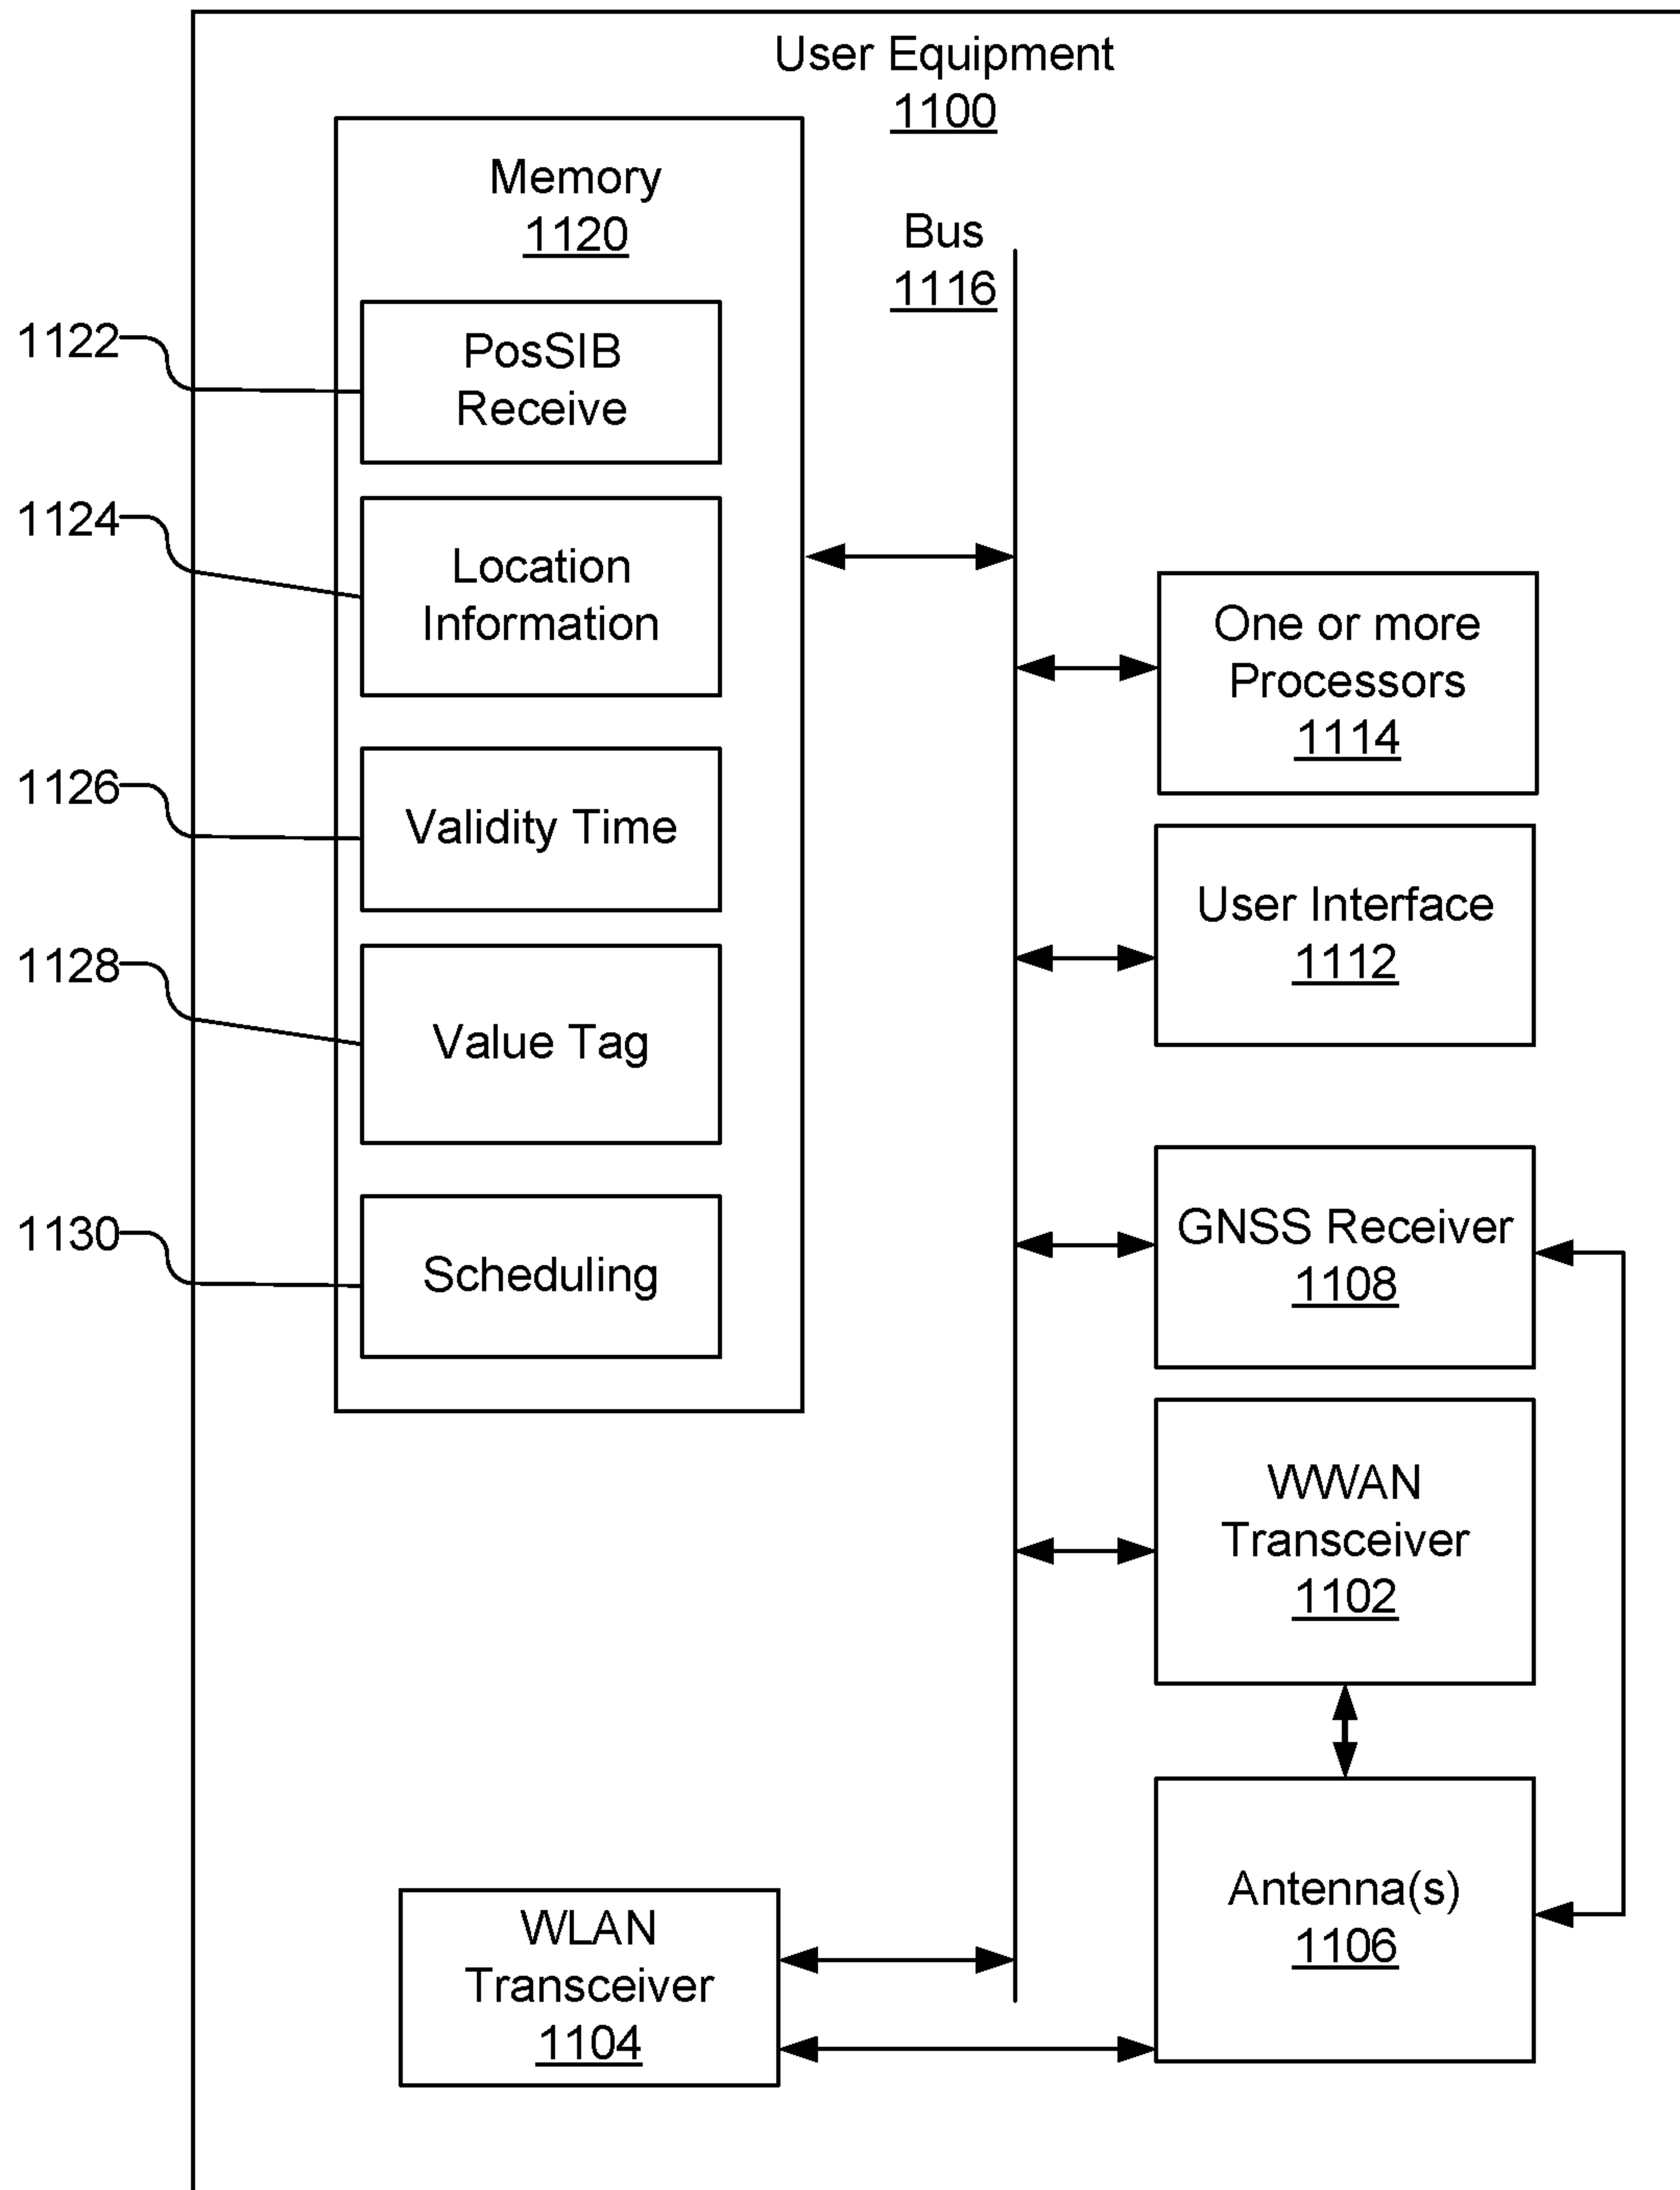 User Equipment
1100
Memory
1120
Bus
1116
1122
PosSIB
Receive
1124
Location
Information
One or more
Processors
1114
1126
Validity Time
User Interface
1112
1128
Value Tag
1130
Scheduling
GNSS Receiver
1108
WWAN
Transceiver
1102
Antenna(s)
1106
WLAN
Transceiver
1104